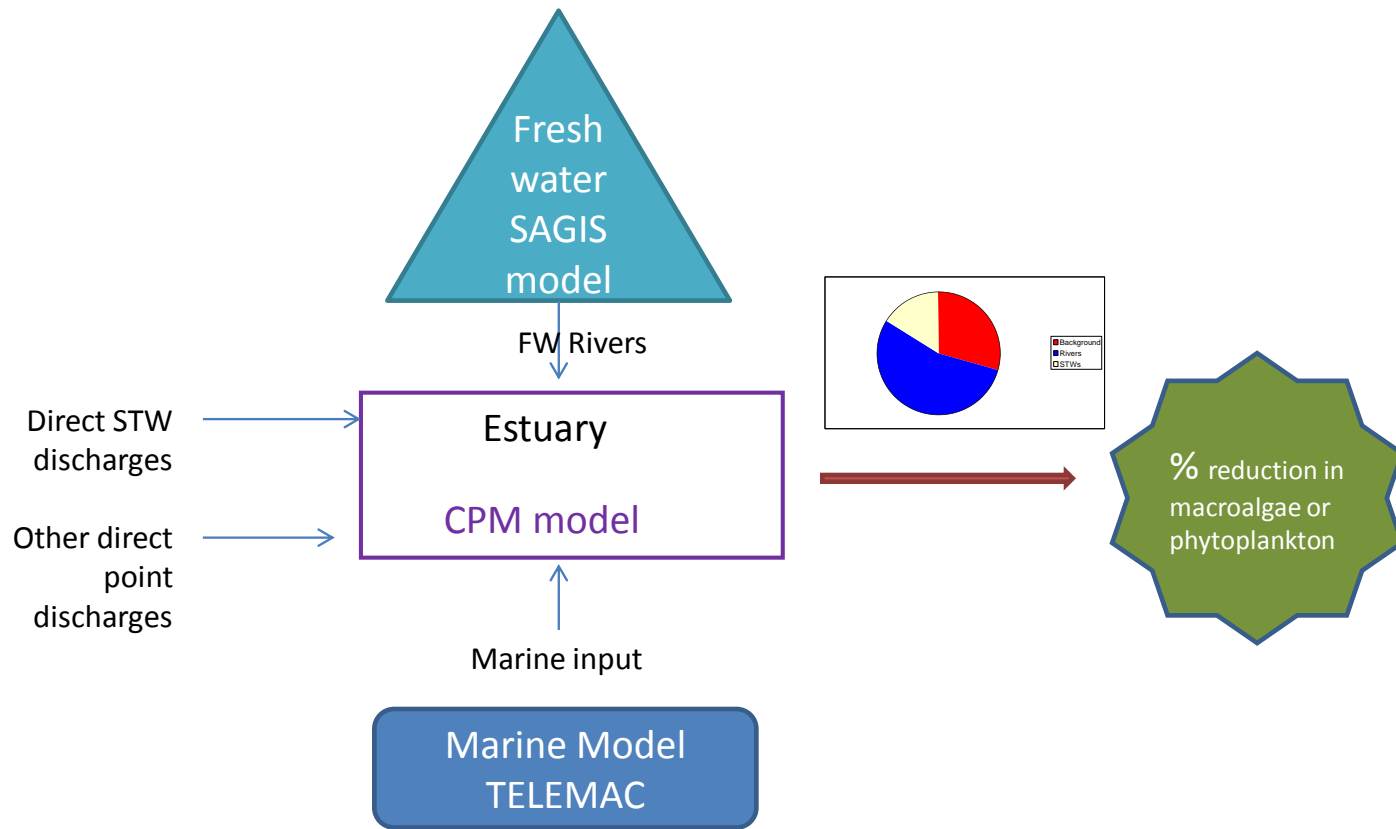 Fresh
water
SAGIS
model
FW Rivers
Direct STW
discharges
Estuary
CPM model
Other direct
point
discharges
Marine input
Marine Model
TELEMAC
Background
Rivers
STWs
% reduction in
macroalgae or
phytoplankton